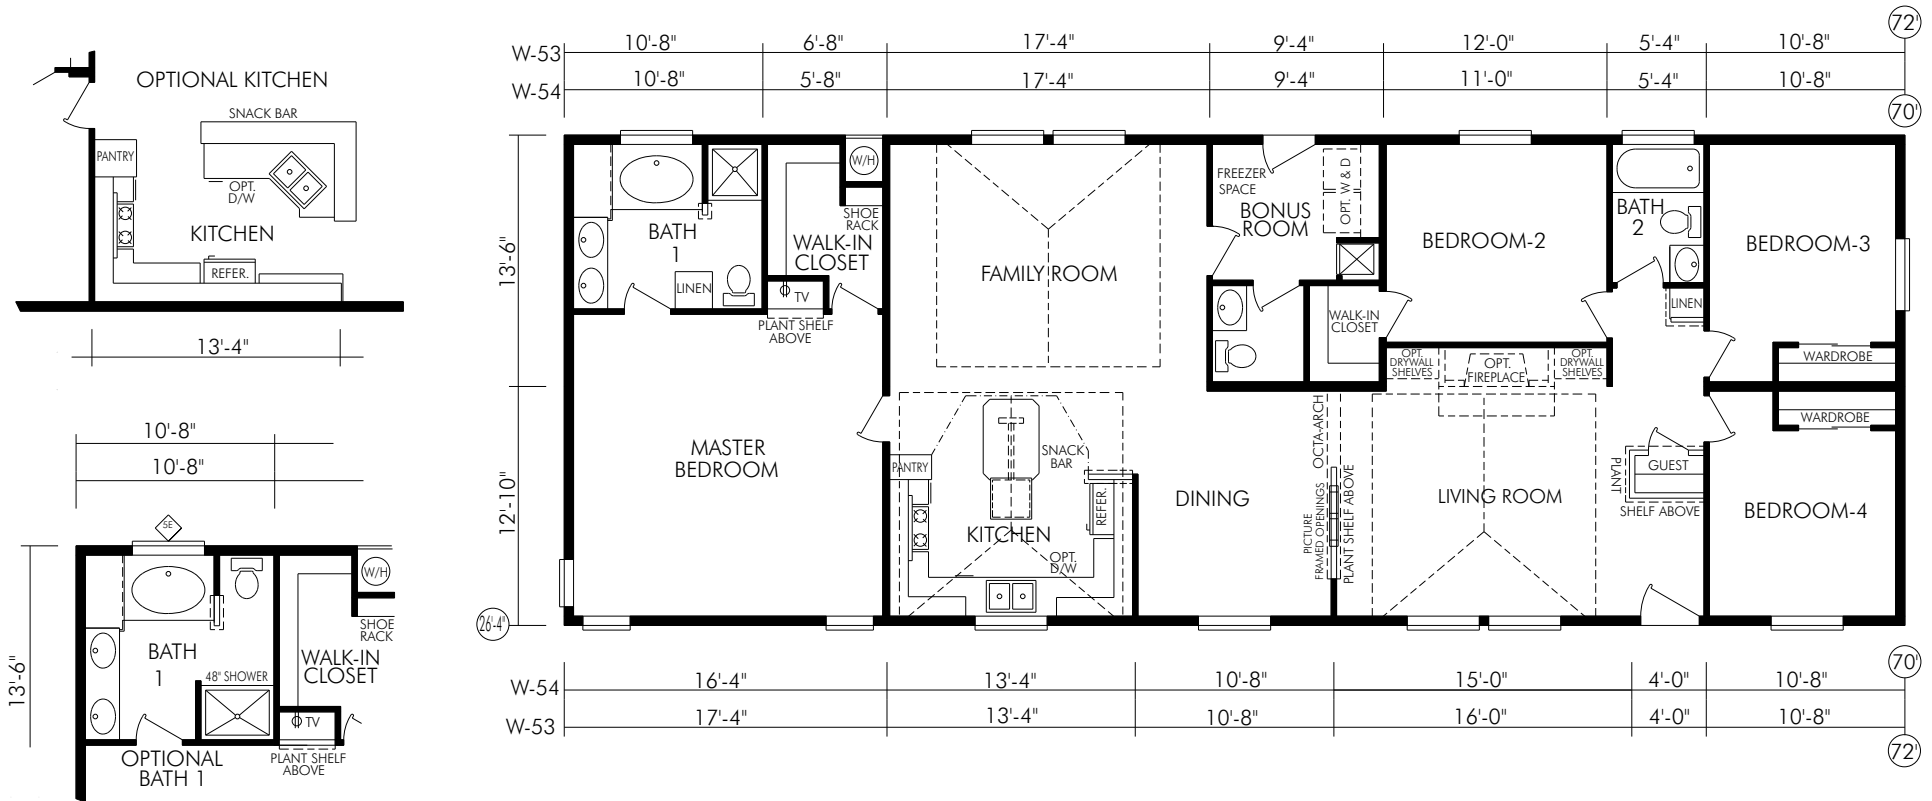 OPTIONAL KITCHEN
SNACK BAR
PANTRY
OPT.
D/W
KITCHEN
REFER.
13'-4"
10'-8"
10'-8"
5E
W/H
SHOE
RACK
BATH
1
WALK-IN
CLOSET
48" SHOWER
TV
13'-6"
OPTIONAL
BATH 1
PLANT SHELF
ABOVE
72'
W-53 10'-8" 6'-8" 17'-4" 9'-4" 12'-0" 5'-4" 10'-8"
W-54 10'-8" 5'-8" 17'-4" 9'-4" 11'-0" 5'-4" 10'-8"
70'
13'-6"
12'-10"
26'-4"
BATH
1
LINEN
W/H
SHOE
RACK
WALK-IN
CLOSET
TV
PLANT SHELF
ABOVE
MASTER
BEDROOM
FAMILY ROOM
FREEZER
SPACE
OPT. W & D
BONUS
ROOM
WALK-IN
CLOSET
BEDROOM-2
BATH
2
LINEN
BEDROOM-3
WARDROBE
WARDROBE
BEDROOM-4
OPT.
DRYWALL
SHELVES
OPT.
FIREPLACE
OPT.
DRYWALL
SHELVES
PANTRY
SNACK
BAR
REFER.
KITCHEN
OPT.
D/W
DINING
OCTA-ARCH
PICTURE
FRAMED OPENINGS
PLANT SHELF ABOVE
LIVING ROOM
PLANT
GUEST
SHELF ABOVE
70'
W-54 16'-4" 13'-4" 10'-8" 15'-0" 4'-0" 10'-8"
W-53 17'-4" 13'-4" 10'-8" 16'-0" 4'-0" 10'-8"
72'